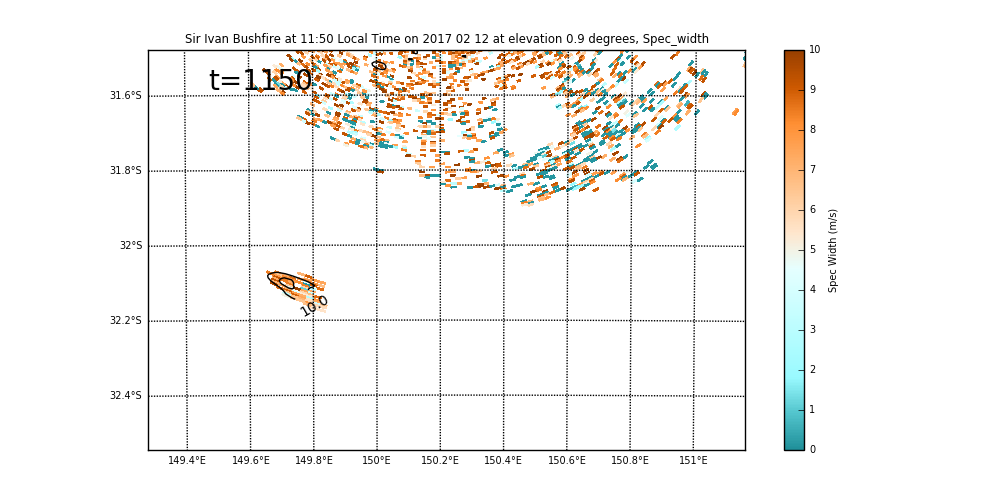 Sir Ivan Bushfire at 11:50 Local Time on 2017 02 12 at elevation 0.9 degrees, Spec_width
t=1150
31.6°S
31.8°S
32°S
32.2°S
32.4°S
10.0
149.4°E 149.6°E 149.8°E 150°E 150.2°E 150.4°E 150.6°E 150.8°E 151°E
10
9
8
7
6
5
4
3
2
1
0
Spec Width (m/s)